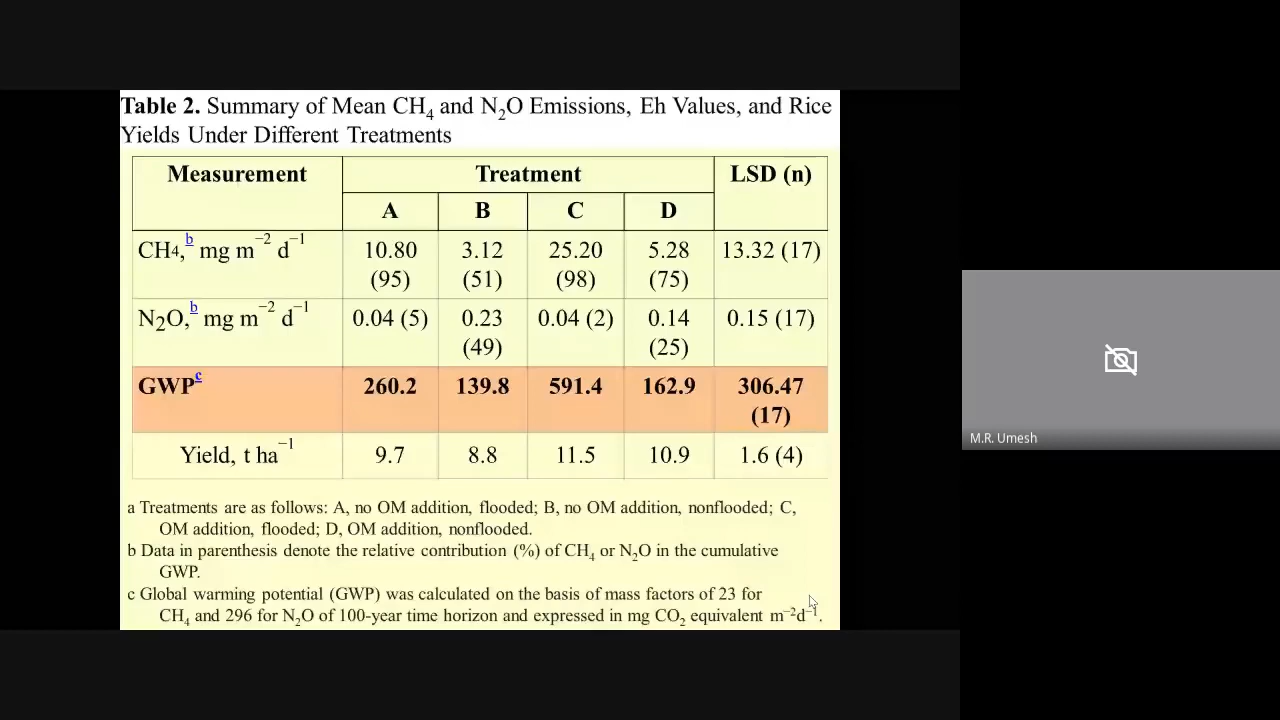 Table 2. Summary of Mean CH₄ and N₂O Emissions, Eh Values, and Rice
Yields Under Different Treatments
Measurement Treatment LSD (n)
A B C D
CH4,ᵇ mg m⁻² d⁻¹ 10.80 3.12 25.20 5.28 13.32 (17)
(95) (51) (98) (75)
N2O,ᵇ mg m⁻² d⁻¹ 0.04 (5) 0.23 0.04 (2) 0.14 0.15 (17)
(49) (25)
GWPᶜ 260.2 139.8 591.4 162.9 306.47
(17)
Yield, t ha⁻¹ 9.7 8.8 11.5 10.9 1.6 (4)
a Treatments are as follows: A, no OM addition, flooded; B, no OM addition, nonflooded; C,
OM addition, flooded; D, OM addition, nonflooded.
b Data in parenthesis denote the relative contribution (%) of CH₄ or N₂O in the cumulative
GWP.
c Global warming potential (GWP) was calculated on the basis of mass factors of 23 for
CH₄ and 296 for N₂O of 100-year time horizon and expressed in mg CO₂ equivalent m⁻²d⁻¹.
M.R. Umesh